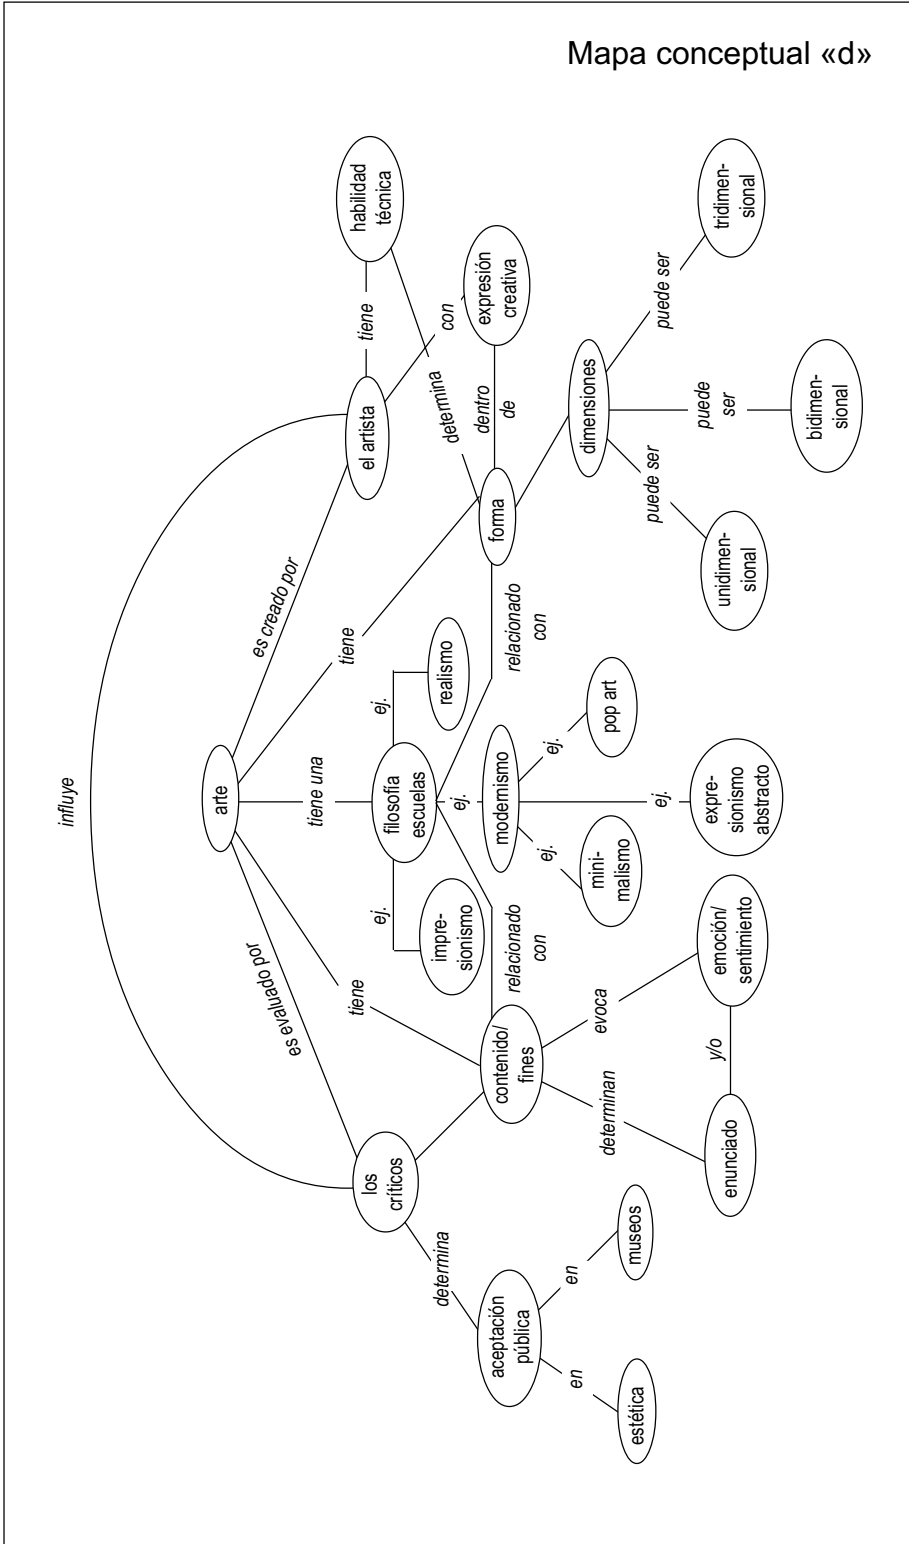 Mapa conceptual «d»
influye
arte
es evaluado por
es creado por
tiene
tiene una
tiene
los
críticos
filosofía
escuelas
el artista
tiene
habilidad
técnica
ej.
ej.
impre-
sionismo
realismo
determina
determina
con
aceptación
pública
contenido/
fines
relacionado
con
ej.
modernismo
relacionado
con
forma
dentro
de
expresión
creativa
en
en
estética
museos
determinan
evoca
ej.
ej.
ej.
mini-
malismo
pop art
expre-
sionismo
abstracto
dimensiones
puede ser
puede
ser
puede ser
enunciado
y/o
emoción/
sentimiento
unidimen-
sional
bidimen-
sional
tridimen-
sional